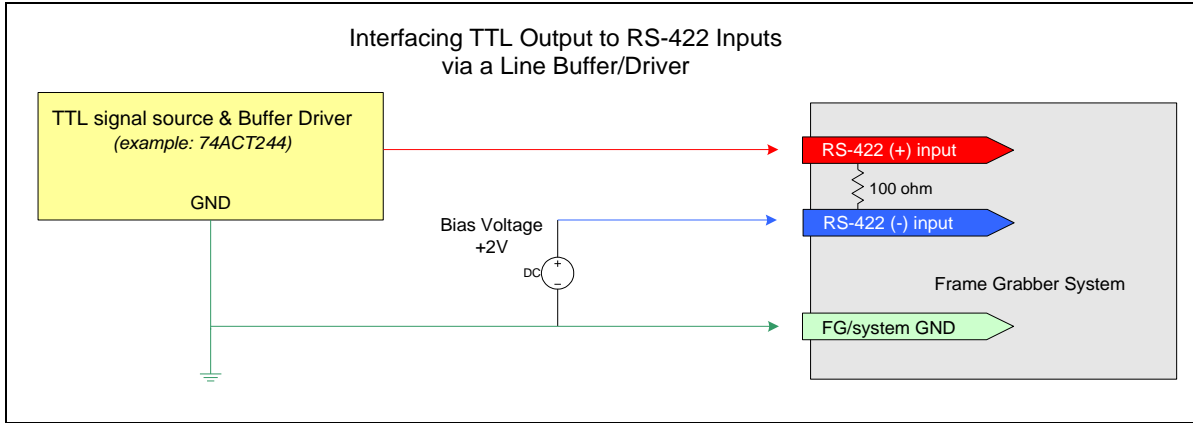 Interfacing TTL Output to RS-422 Inputs
via a Line Buffer/Driver
TTL signal source & Buffer Driver
(example: 74ACT244)
GND
Bias Voltage
+2V
DC
+
−
RS-422 (+) input
100 ohm
RS-422 (-) input
Frame Grabber System
FG/system GND